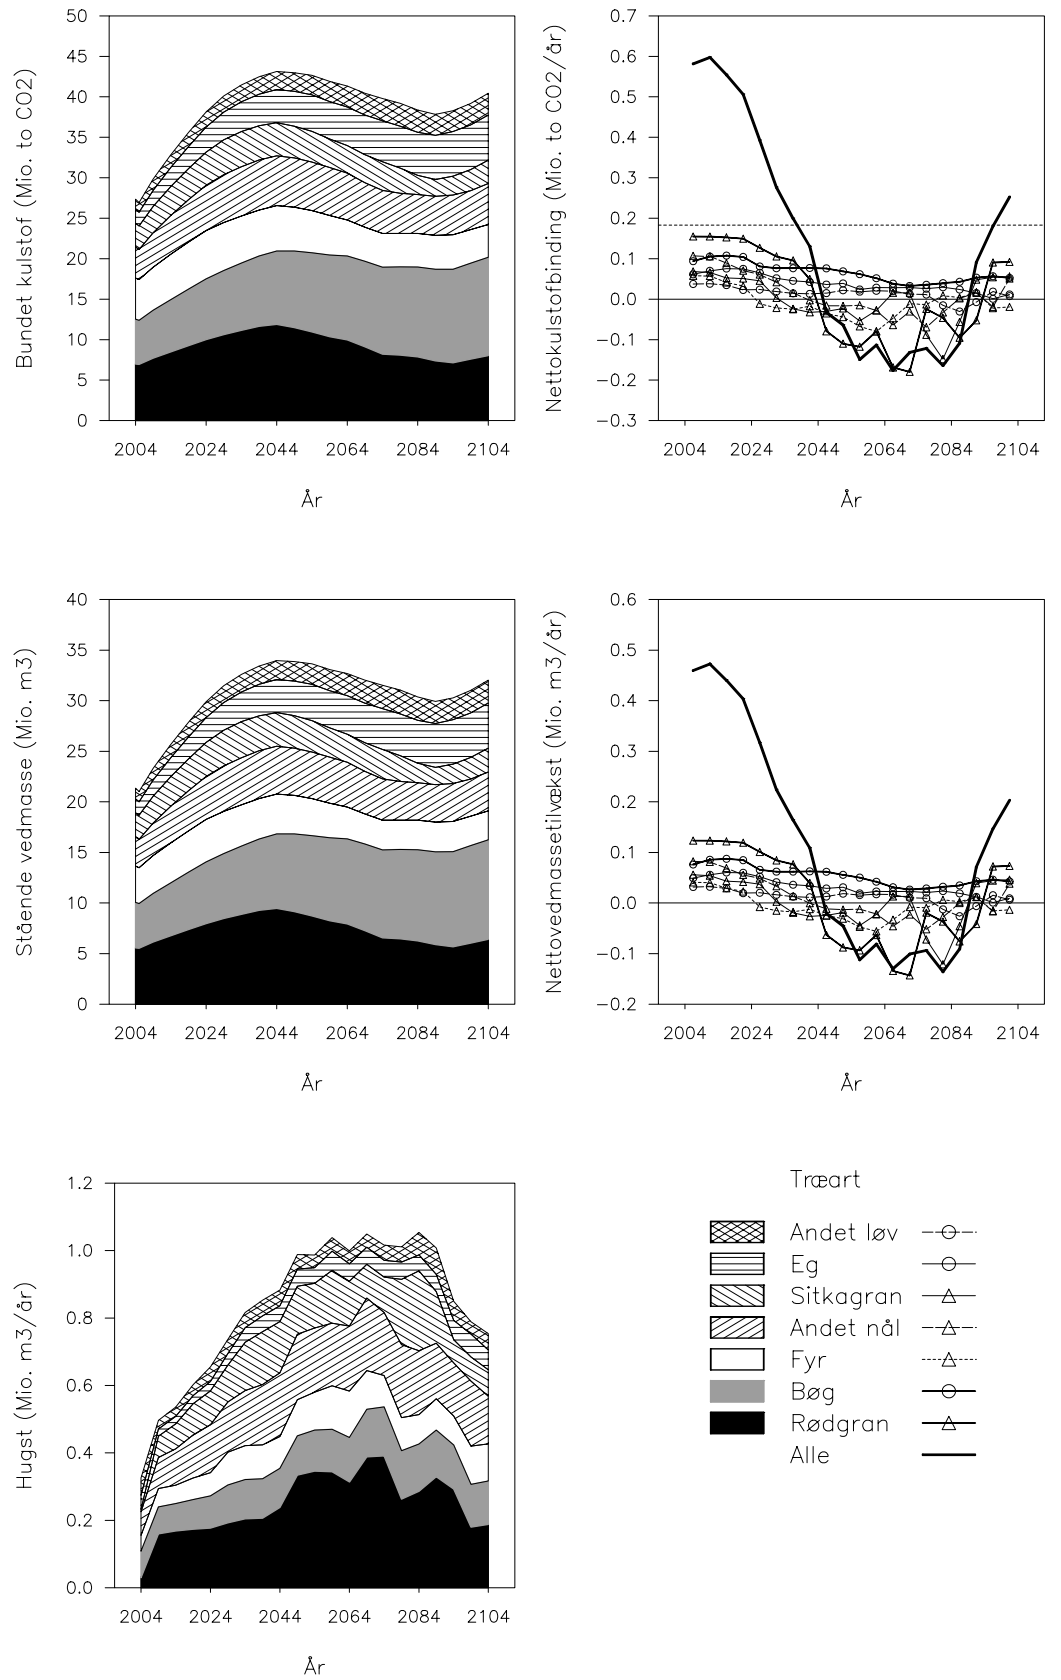 Bundet kulstof (Mio. to CO2)
50
45
40
35
30
25
20
15
10
5
0
2004 2024 2044 2064 2084 2104
År
Nettokulstofbinding (Mio. to CO2/år)
0.7
0.6
0.5
0.4
0.3
0.2
0.1
0.0
−0.1
−0.2
−0.3
2004 2024 2044 2064 2084 2104
År
Stående vedmasse (Mio. m3)
40
35
30
25
20
15
10
5
0
2004 2024 2044 2064 2084 2104
År
Nettovedmassetilvækst (Mio. m3/år)
0.6
0.5
0.4
0.3
0.2
0.1
0.0
−0.1
−0.2
2004 2024 2044 2064 2084 2104
År
Hugst (Mio. m3/år)
1.2
1.0
0.8
0.6
0.4
0.2
0.0
2004 2024 2044 2064 2084 2104
År
Træart
Andet løv
Eg
Sitkagran
Andet nål
Fyr
Bøg
Rødgran
Alle